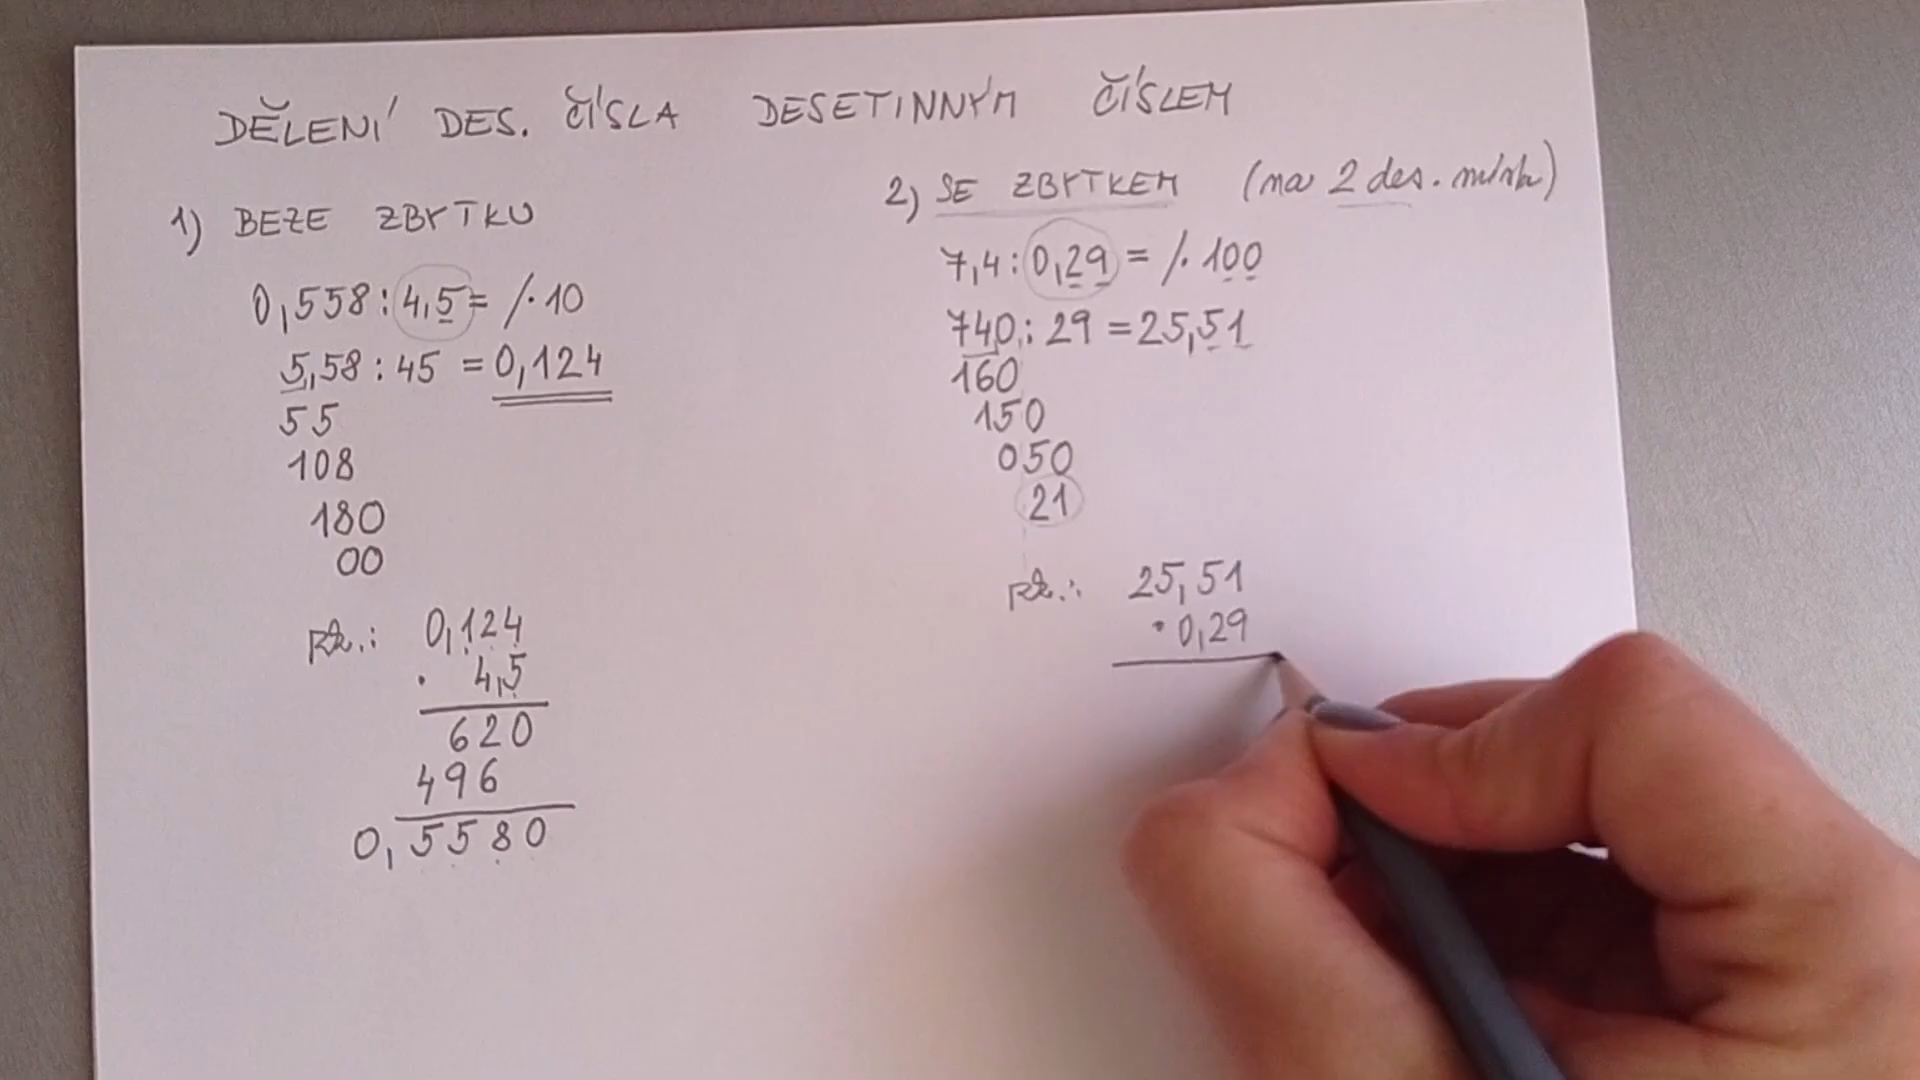 DĚLENÍ DES. ČÍSLA DESETINNÝM ČÍSLEM
1) BEZE ZBYTKU
0,558 : 4,5 = /·10
5,58 : 45 = 0,124
55
108
180
00
Zk.: 0,124
· 4,5
620
496
0,5580
2) SE ZBYTKEM (na 2 des. místa)
7,4 : 0,29 = /·100
740, : 29 = 25,51
160
150
050
21
Zk.: 25,51
· 0,29